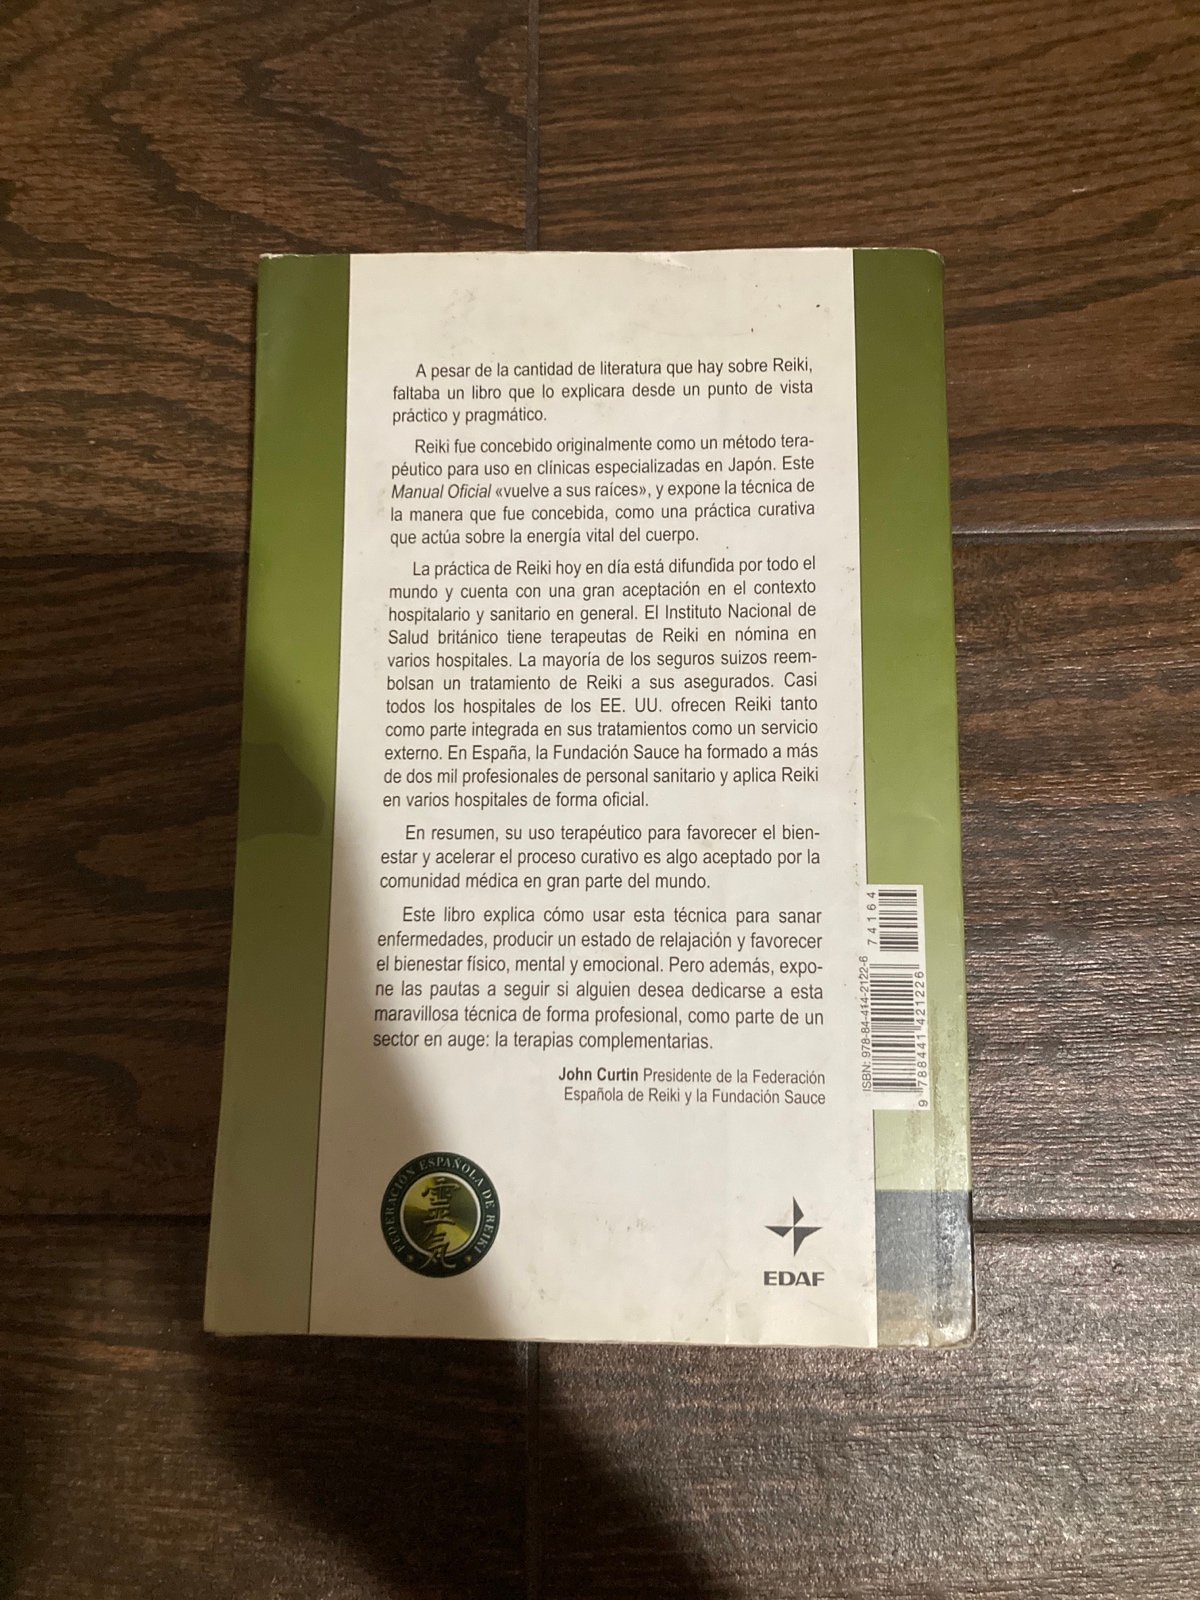 A pesar de la cantidad de literatura que hay sobre Reiki,
faltaba un libro que lo explicara desde un punto de vista
práctico y pragmático.
Reiki fue concebido originalmente como un método tera-
péutico para uso en clínicas especializadas en Japón. Este
Manual Oficial «vuelve a sus raíces», y expone la técnica de
la manera que fue concebida, como una práctica curativa
que actúa sobre la energía vital del cuerpo.
La práctica de Reiki hoy en día está difundida por todo el
mundo y cuenta con una gran aceptación en el contexto
hospitalario y sanitario en general. El Instituto Nacional de
Salud británico tiene terapeutas de Reiki en nómina en
varios hospitales. La mayoría de los seguros suizos reem-
bolsan un tratamiento de Reiki a sus asegurados. Casi
todos los hospitales de los EE. UU. ofrecen Reiki tanto
como parte integrada en sus tratamientos como un servicio
externo. En España, la Fundación Sauce ha formado a más
de dos mil profesionales de personal sanitario y aplica Reiki
en varios hospitales de forma oficial.
En resumen, su uso terapéutico para favorecer el bien-
estar y acelerar el proceso curativo es algo aceptado por la
comunidad médica en gran parte del mundo.
Este libro explica cómo usar esta técnica para sanar
enfermedades, producir un estado de relajación y favorecer
el bienestar físico, mental y emocional. Pero además, expo-
ne las pautas a seguir si alguien desea dedicarse a esta
maravillosa técnica de forma profesional, como parte de un
sector en auge: la terapias complementarias.
John Curtin Presidente de la Federación
Española de Reiki y la Fundación Sauce
ISBN: 978-84-414-2122-6
74164
9 788441 421226
FEDERACIÓN ESPAÑOLA DE REIKI
靈氣
EDAF